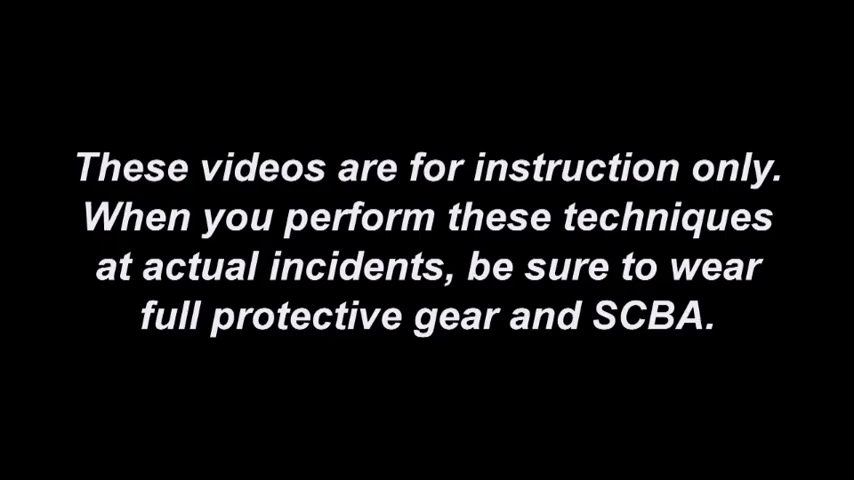 These videos are for instruction only.
When you perform these techniques
at actual incidents, be sure to wear
full protective gear and SCBA.